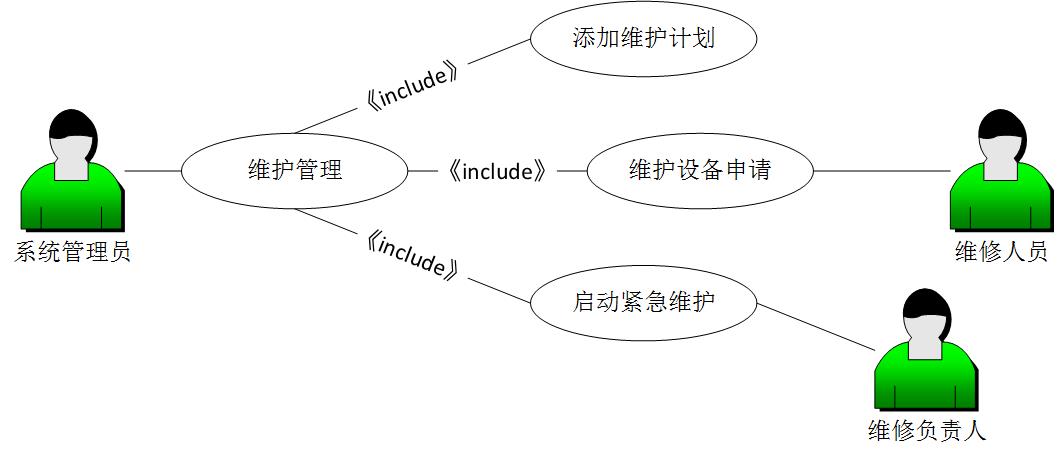 添加维护计划
《include》
维护管理
《include》
维护设备申请
系统管理员
维修人员
《include》
启动紧急维护
维修负责人